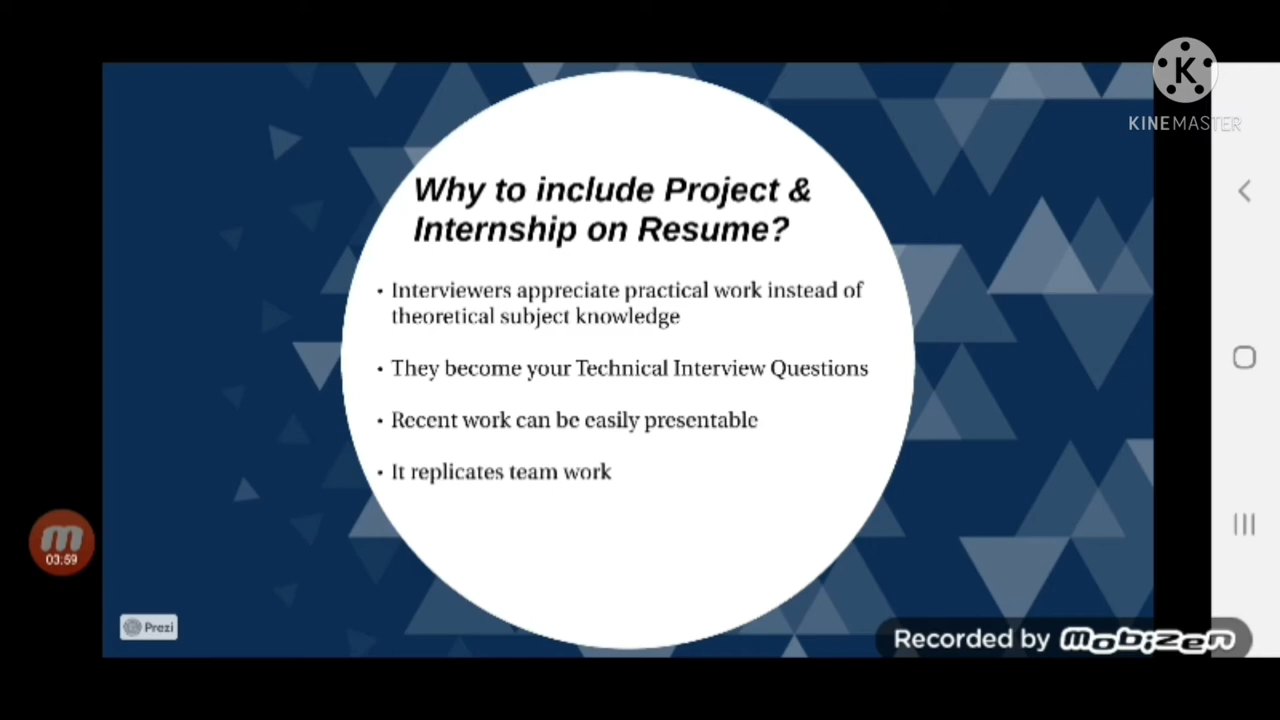 K
KINEMASTER
Why to include Project &
Internship on Resume?
• Interviewers appreciate practical work instead of
theoretical subject knowledge
• They become your Technical Interview Questions
• Recent work can be easily presentable
• It replicates team work
m
03:59
Prezi
Recorded by mobizen